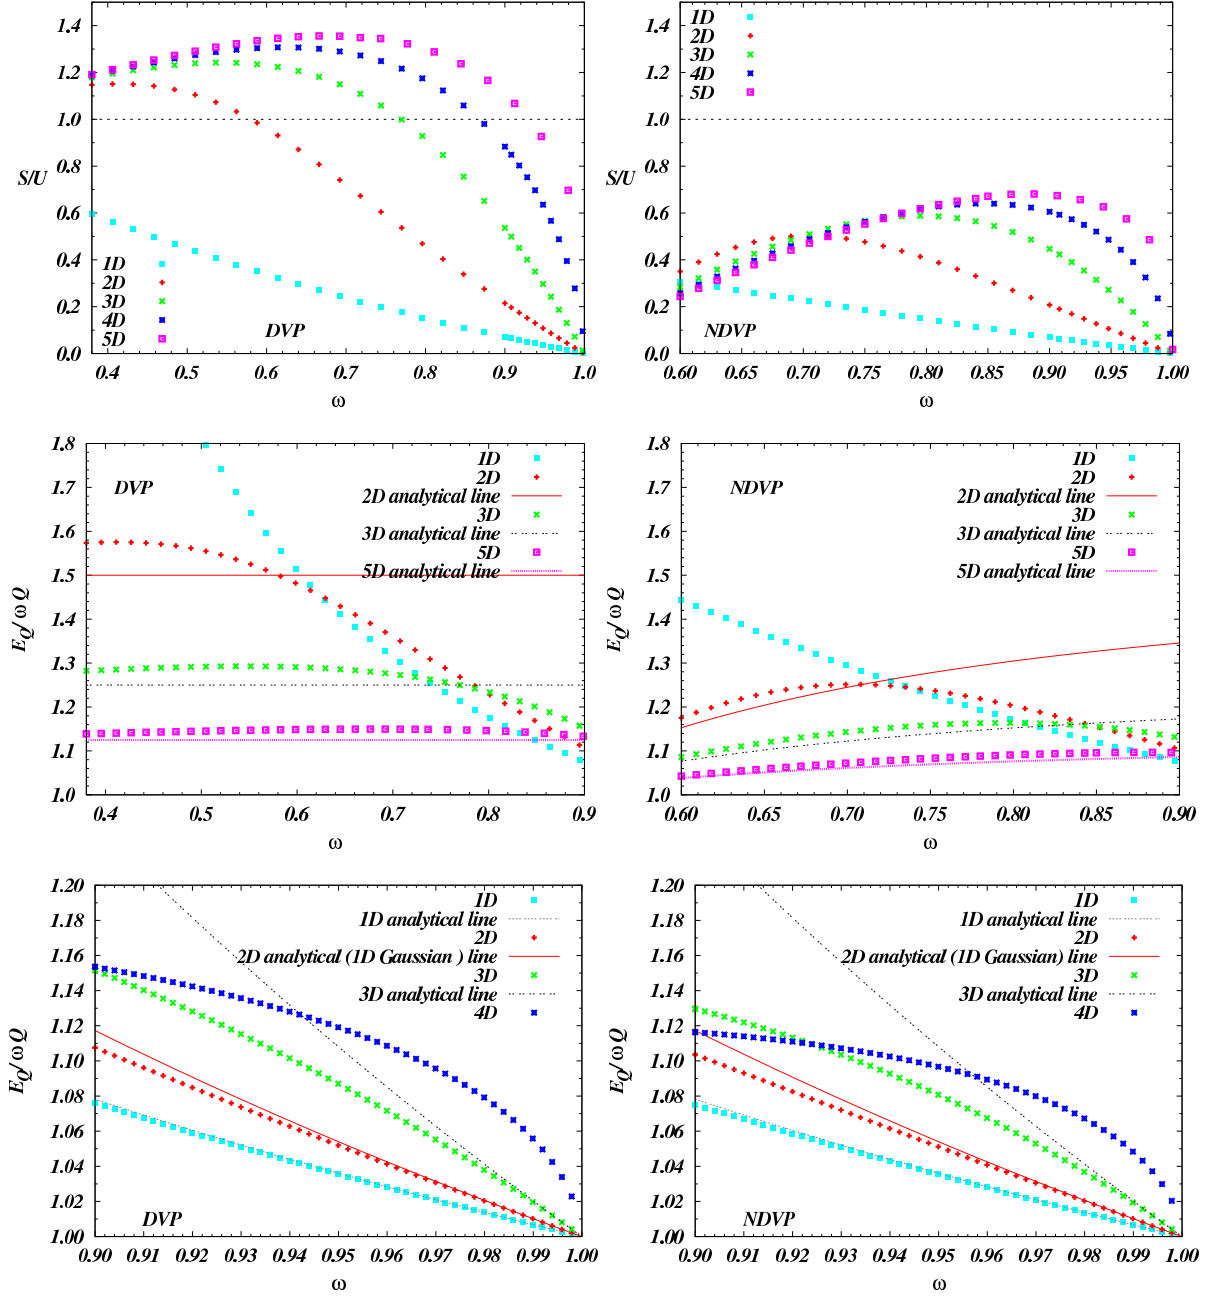 1.4
1.2
1.0
S/U
0.8
0.6
0.4
0.2
0.0
1D
2D
3D
4D
5D
DVP
0.4 0.5 0.6 0.7 0.8 0.9 1.0
ω
1.4
1.2
1.0
S/U
0.8
0.6
0.4
0.2
0.0
1D
2D
3D
4D
5D
NDVP
0.60 0.65 0.70 0.75 0.80 0.85 0.90 0.95 1.00
ω
1.8
1.7
1.6
1.5
1.4
1.3
1.2
1.1
1.0
E_Q/ωQ
DVP
1D
2D
2D analytical line
3D
3D analytical line
5D
5D analytical line
0.4 0.5 0.6 0.7 0.8 0.9
ω
1.8
1.7
1.6
1.5
1.4
1.3
1.2
1.1
1.0
E_Q/ωQ
NDVP
1D
2D
2D analytical line
3D
3D analytical line
5D
5D analytical line
0.60 0.65 0.70 0.75 0.80 0.85 0.90
ω
1.20
1.18
1.16
1.14
1.12
1.10
1.08
1.06
1.04
1.02
1.00
E_Q/ωQ
1D
1D analytical line
2D
2D analytical (1D Gaussian ) line
3D
3D analytical line
4D
DVP
0.90 0.91 0.92 0.93 0.94 0.95 0.96 0.97 0.98 0.99 1.00
ω
1.20
1.18
1.16
1.14
1.12
1.10
1.08
1.06
1.04
1.02
1.00
E_Q/ωQ
1D
1D analytical line
2D
2D analytical (1D Gaussian) line
3D
3D analytical line
4D
NDVP
0.90 0.91 0.92 0.93 0.94 0.95 0.96 0.97 0.98 0.99 1.00
ω